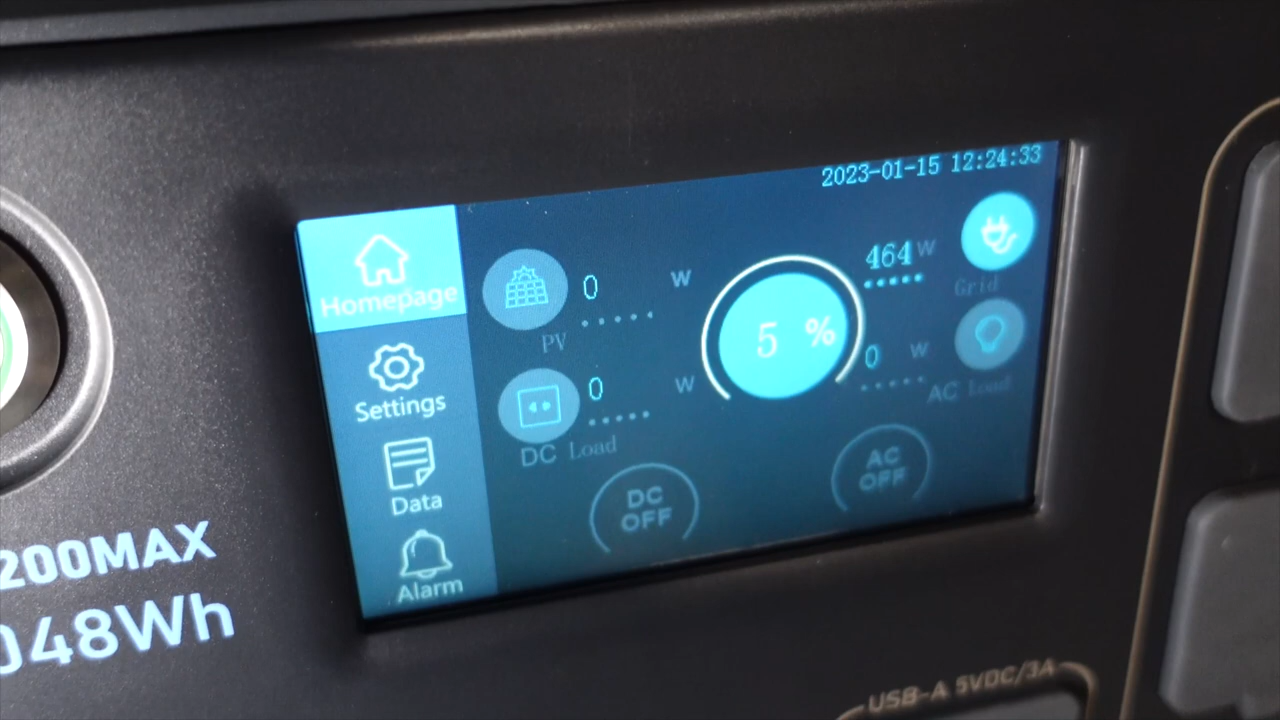 2023-01-15 12:24:33
Homepage
Settings
Data
Alarm
0 W
PV
0 W
DC Load
5 %
464 W
Grid
0 W
AC Load
DC
OFF
AC
OFF
200MAX
048Wh
USB-A 5VDC/3A